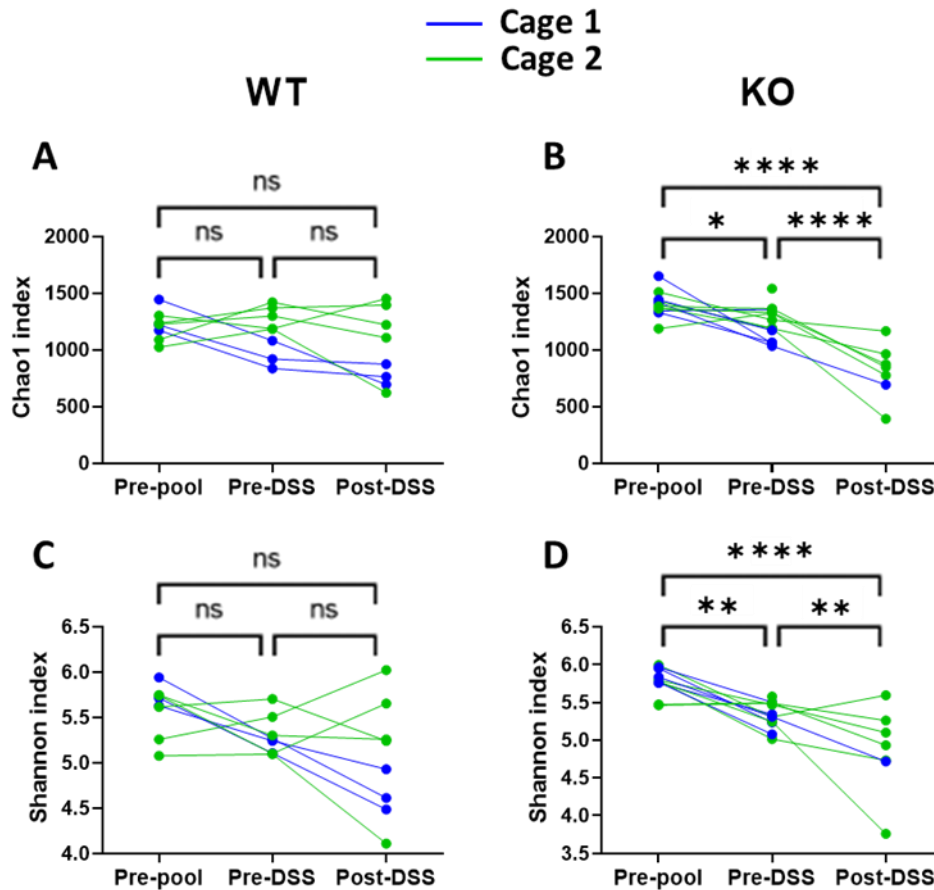 Cage 1
Cage 2
WT
KO
A
ns
ns
ns
2000
1500
1000
500
0
Chao1 index
Pre-pool Pre-DSS Post-DSS
B
****
* ****
2000
1500
1000
500
0
Chao1 index
Pre-pool Pre-DSS Post-DSS
C
ns
ns ns
6.5
6.0
5.5
5.0
4.5
4.0
Shannon index
Pre-pool Pre-DSS Post-DSS
D
****
** **
6.5
6.0
5.5
5.0
4.5
4.0
3.5
Shannon index
Pre-pool Pre-DSS Post-DSS